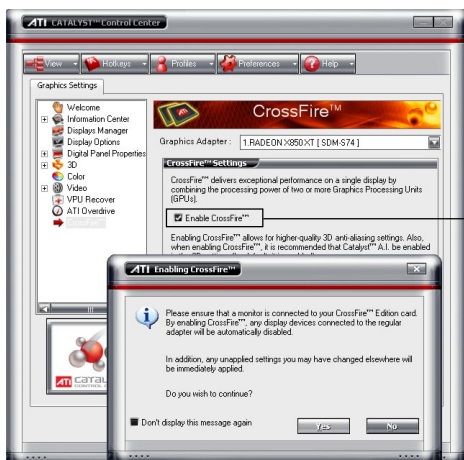 ATI CATALYST™ Control Center
View
Hotkeys
Profiles
Preferences
Help
Graphics Settings
Welcome
Information Center
Displays Manager
Display Options
Digital Panel Properties
3D
Color
Video
VPU Recover
ATI Overdrive
CrossFire™
CrossFire™
Graphics Adapter :
1.RADEON X850 XT [ SDM-S74 ]
CrossFire™ Settings
CrossFire™ delivers exceptional performance on a single display by
combining the processing power of two or more Graphics Processing Units
(GPUs).
Enable CrossFire™
Enabling CrossFire™ allows for higher-quality 3D anti-aliasing settings. Also,
when enabling CrossFire™, it is recommended that Catalyst™ A.I. be enabled
ATI Enabling CrossFire™
Please ensure that a monitor is connected to your CrossFire™ Edition card.
By enabling CrossFire™, any display devices connected to the regular
adapter will be automatically disabled.
In addition, any unapplied settings you may have changed elsewhere will
be immediately applied.
Do you wish to continue?
Don't display this message again
Yes
No
ATI CATAL
CONTROL